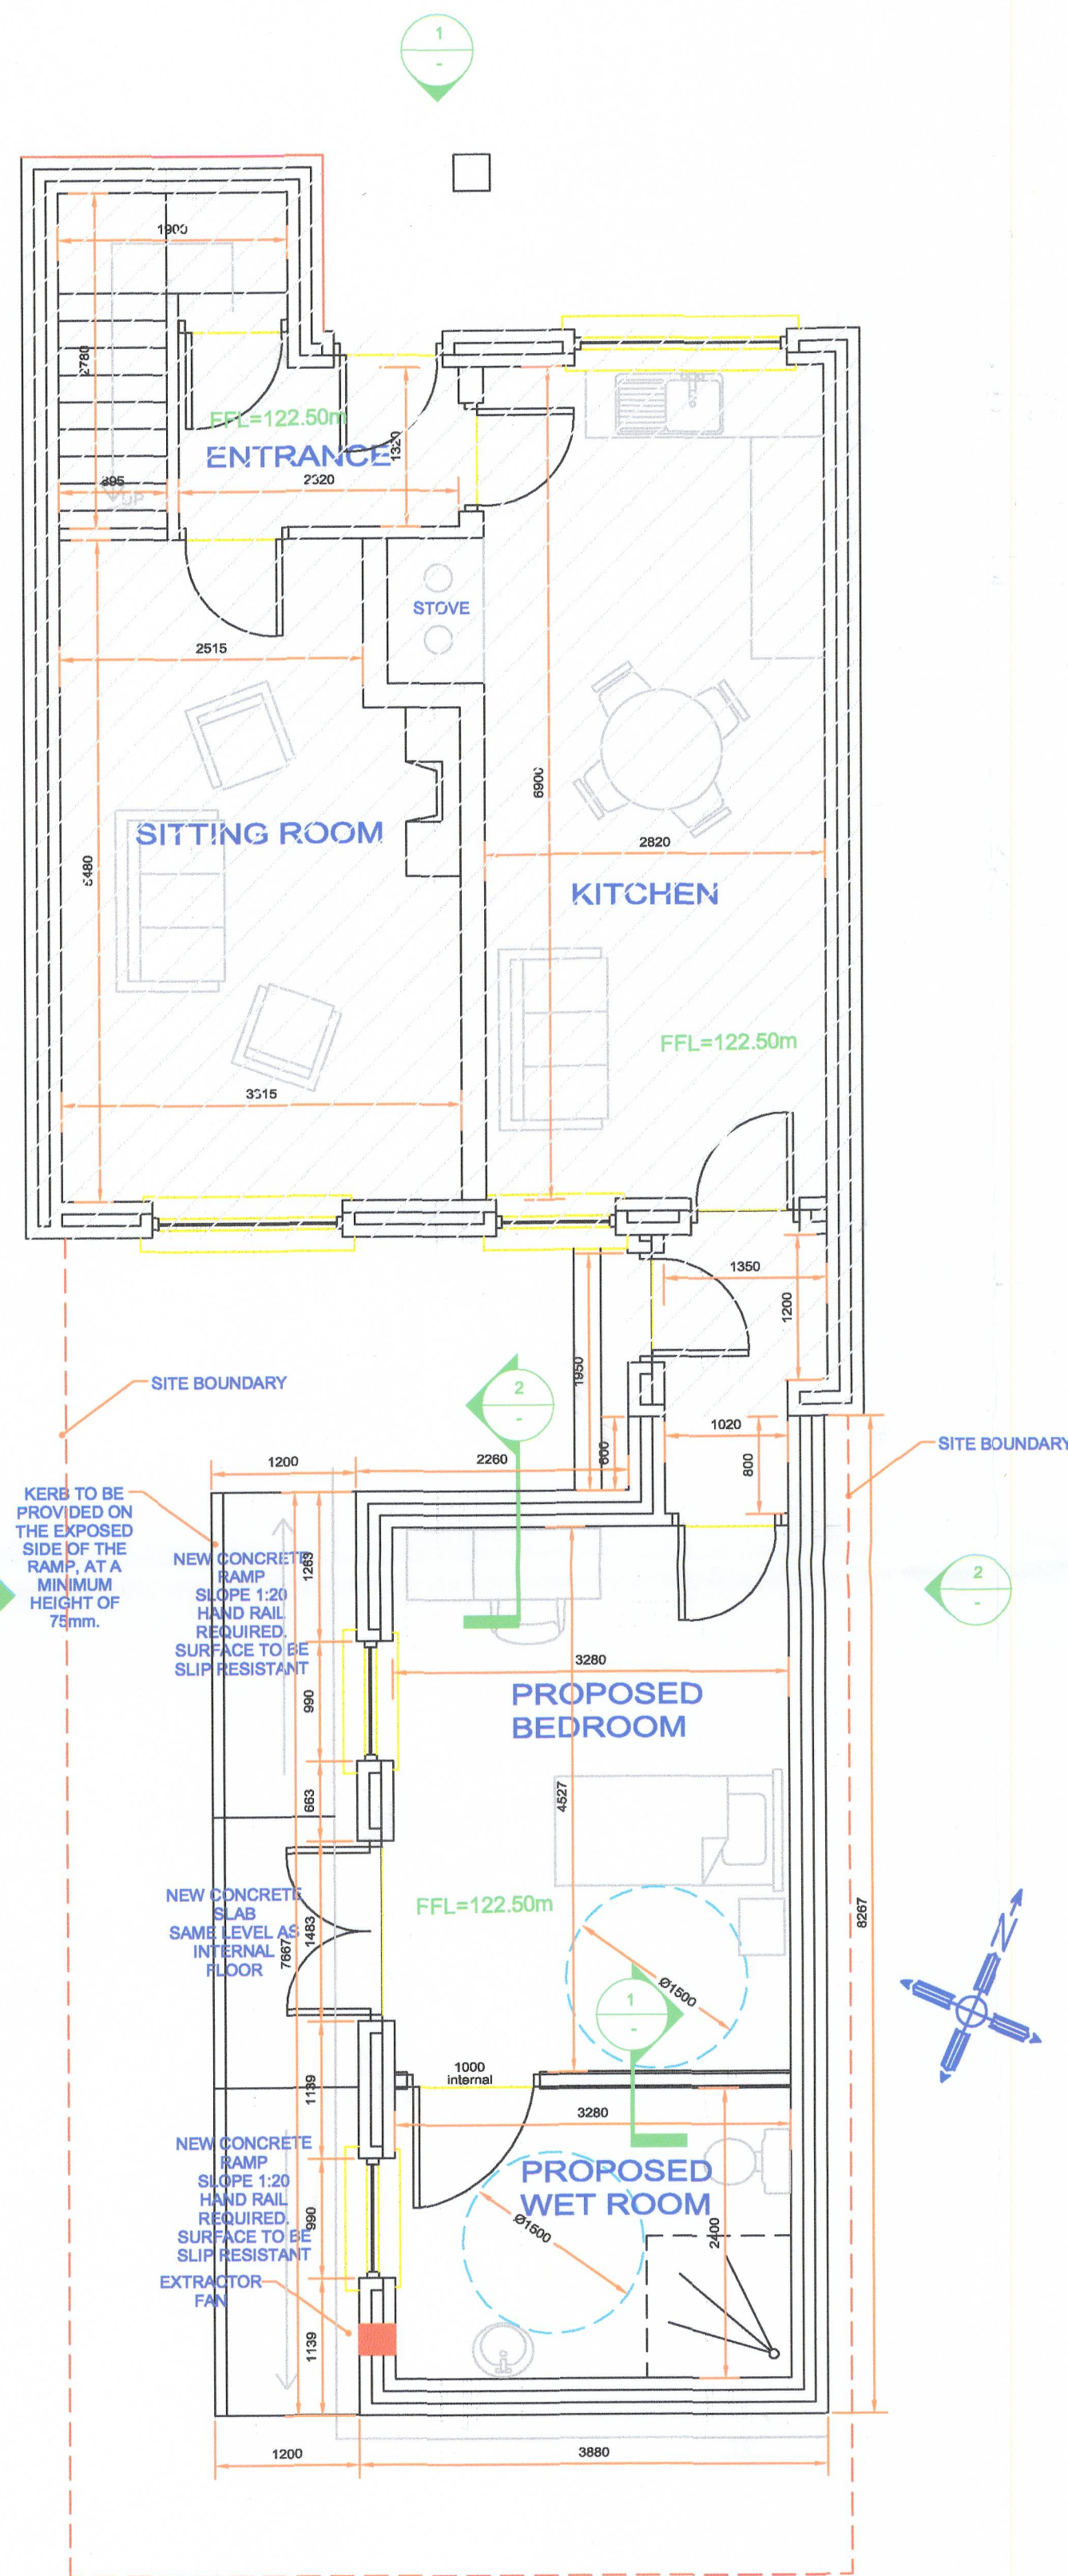 1
-
1900
2780
FFL=122.50m
ENTRANCE
1320
895
UP
2320
STOVE
2515
6900
SITTING ROOM
2820
5480
KITCHEN
FFL=122.50m
3315
1350
1200
1950
SITE BOUNDARY
2
-
1020
600
800
SITE BOUNDARY
1200
2260
KERB TO BE
PROVIDED ON
THE EXPOSED
SIDE OF THE
RAMP, AT A
MINIMUM
HEIGHT OF
75mm.
NEW CONCRETE
RAMP
SLOPE 1:20
HAND RAIL
REQUIRED.
SURFACE TO BE
SLIP RESISTANT
1263
2
-
3280
990
PROPOSED
BEDROOM
663
4527
NEW CONCRETE
SLAB
SAME LEVEL AS
INTERNAL
FLOOR
1483
7667
FFL=122.50m
8267
Ø1500
N
1
-
1000
internal
1139
3280
NEW CONCRETE
RAMP
SLOPE 1:20
HAND RAIL
REQUIRED.
SURFACE TO BE
SLIP RESISTANT
990
PROPOSED
WET ROOM
Ø1500
2400
EXTRACTOR
FAN
1139
1200
3880